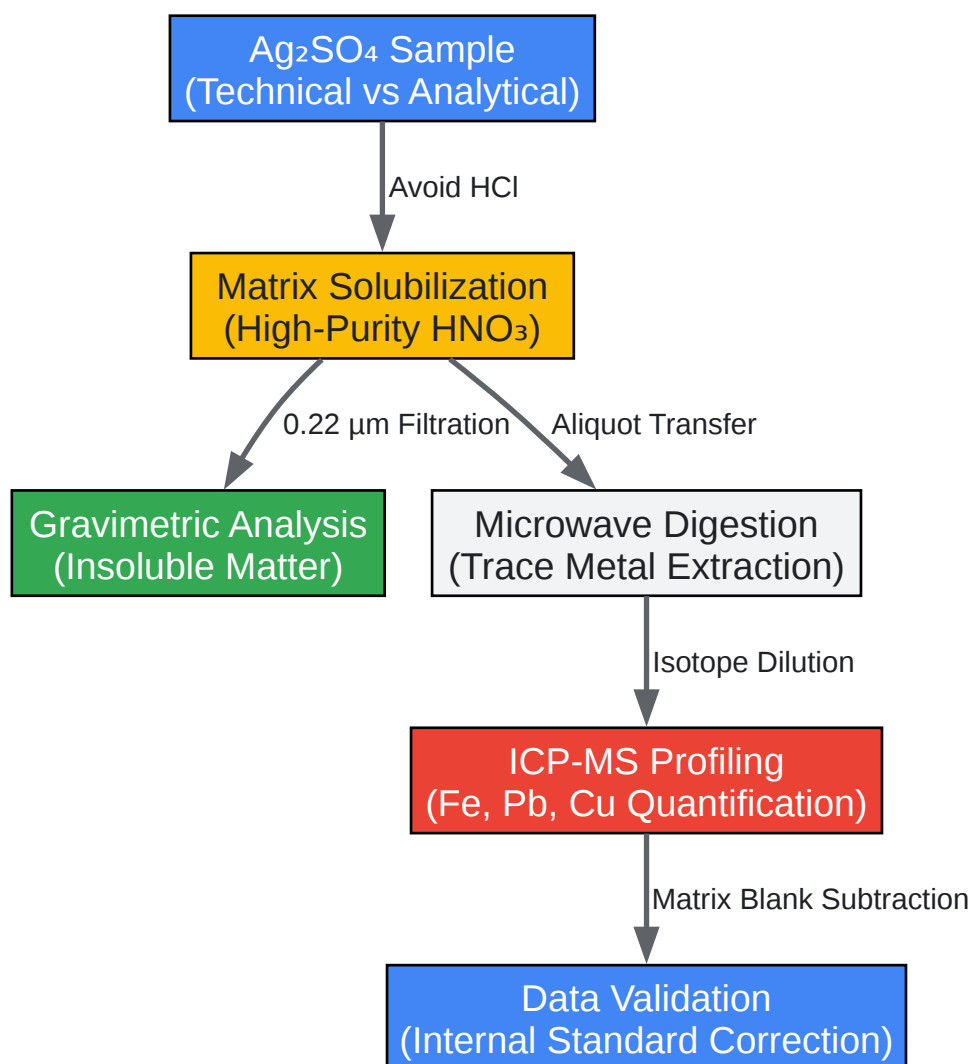 Ag₂SO₄ Sample
(Technical vs Analytical)
Avoid HCl
Matrix Solubilization
(High-Purity HNO₃)
0.22 µm Filtration
Aliquot Transfer
Gravimetric Analysis
(Insoluble Matter)
Microwave Digestion
(Trace Metal Extraction)
Isotope Dilution
ICP-MS Profiling
(Fe, Pb, Cu Quantification)
Matrix Blank Subtraction
Data Validation
(Internal Standard Correction)